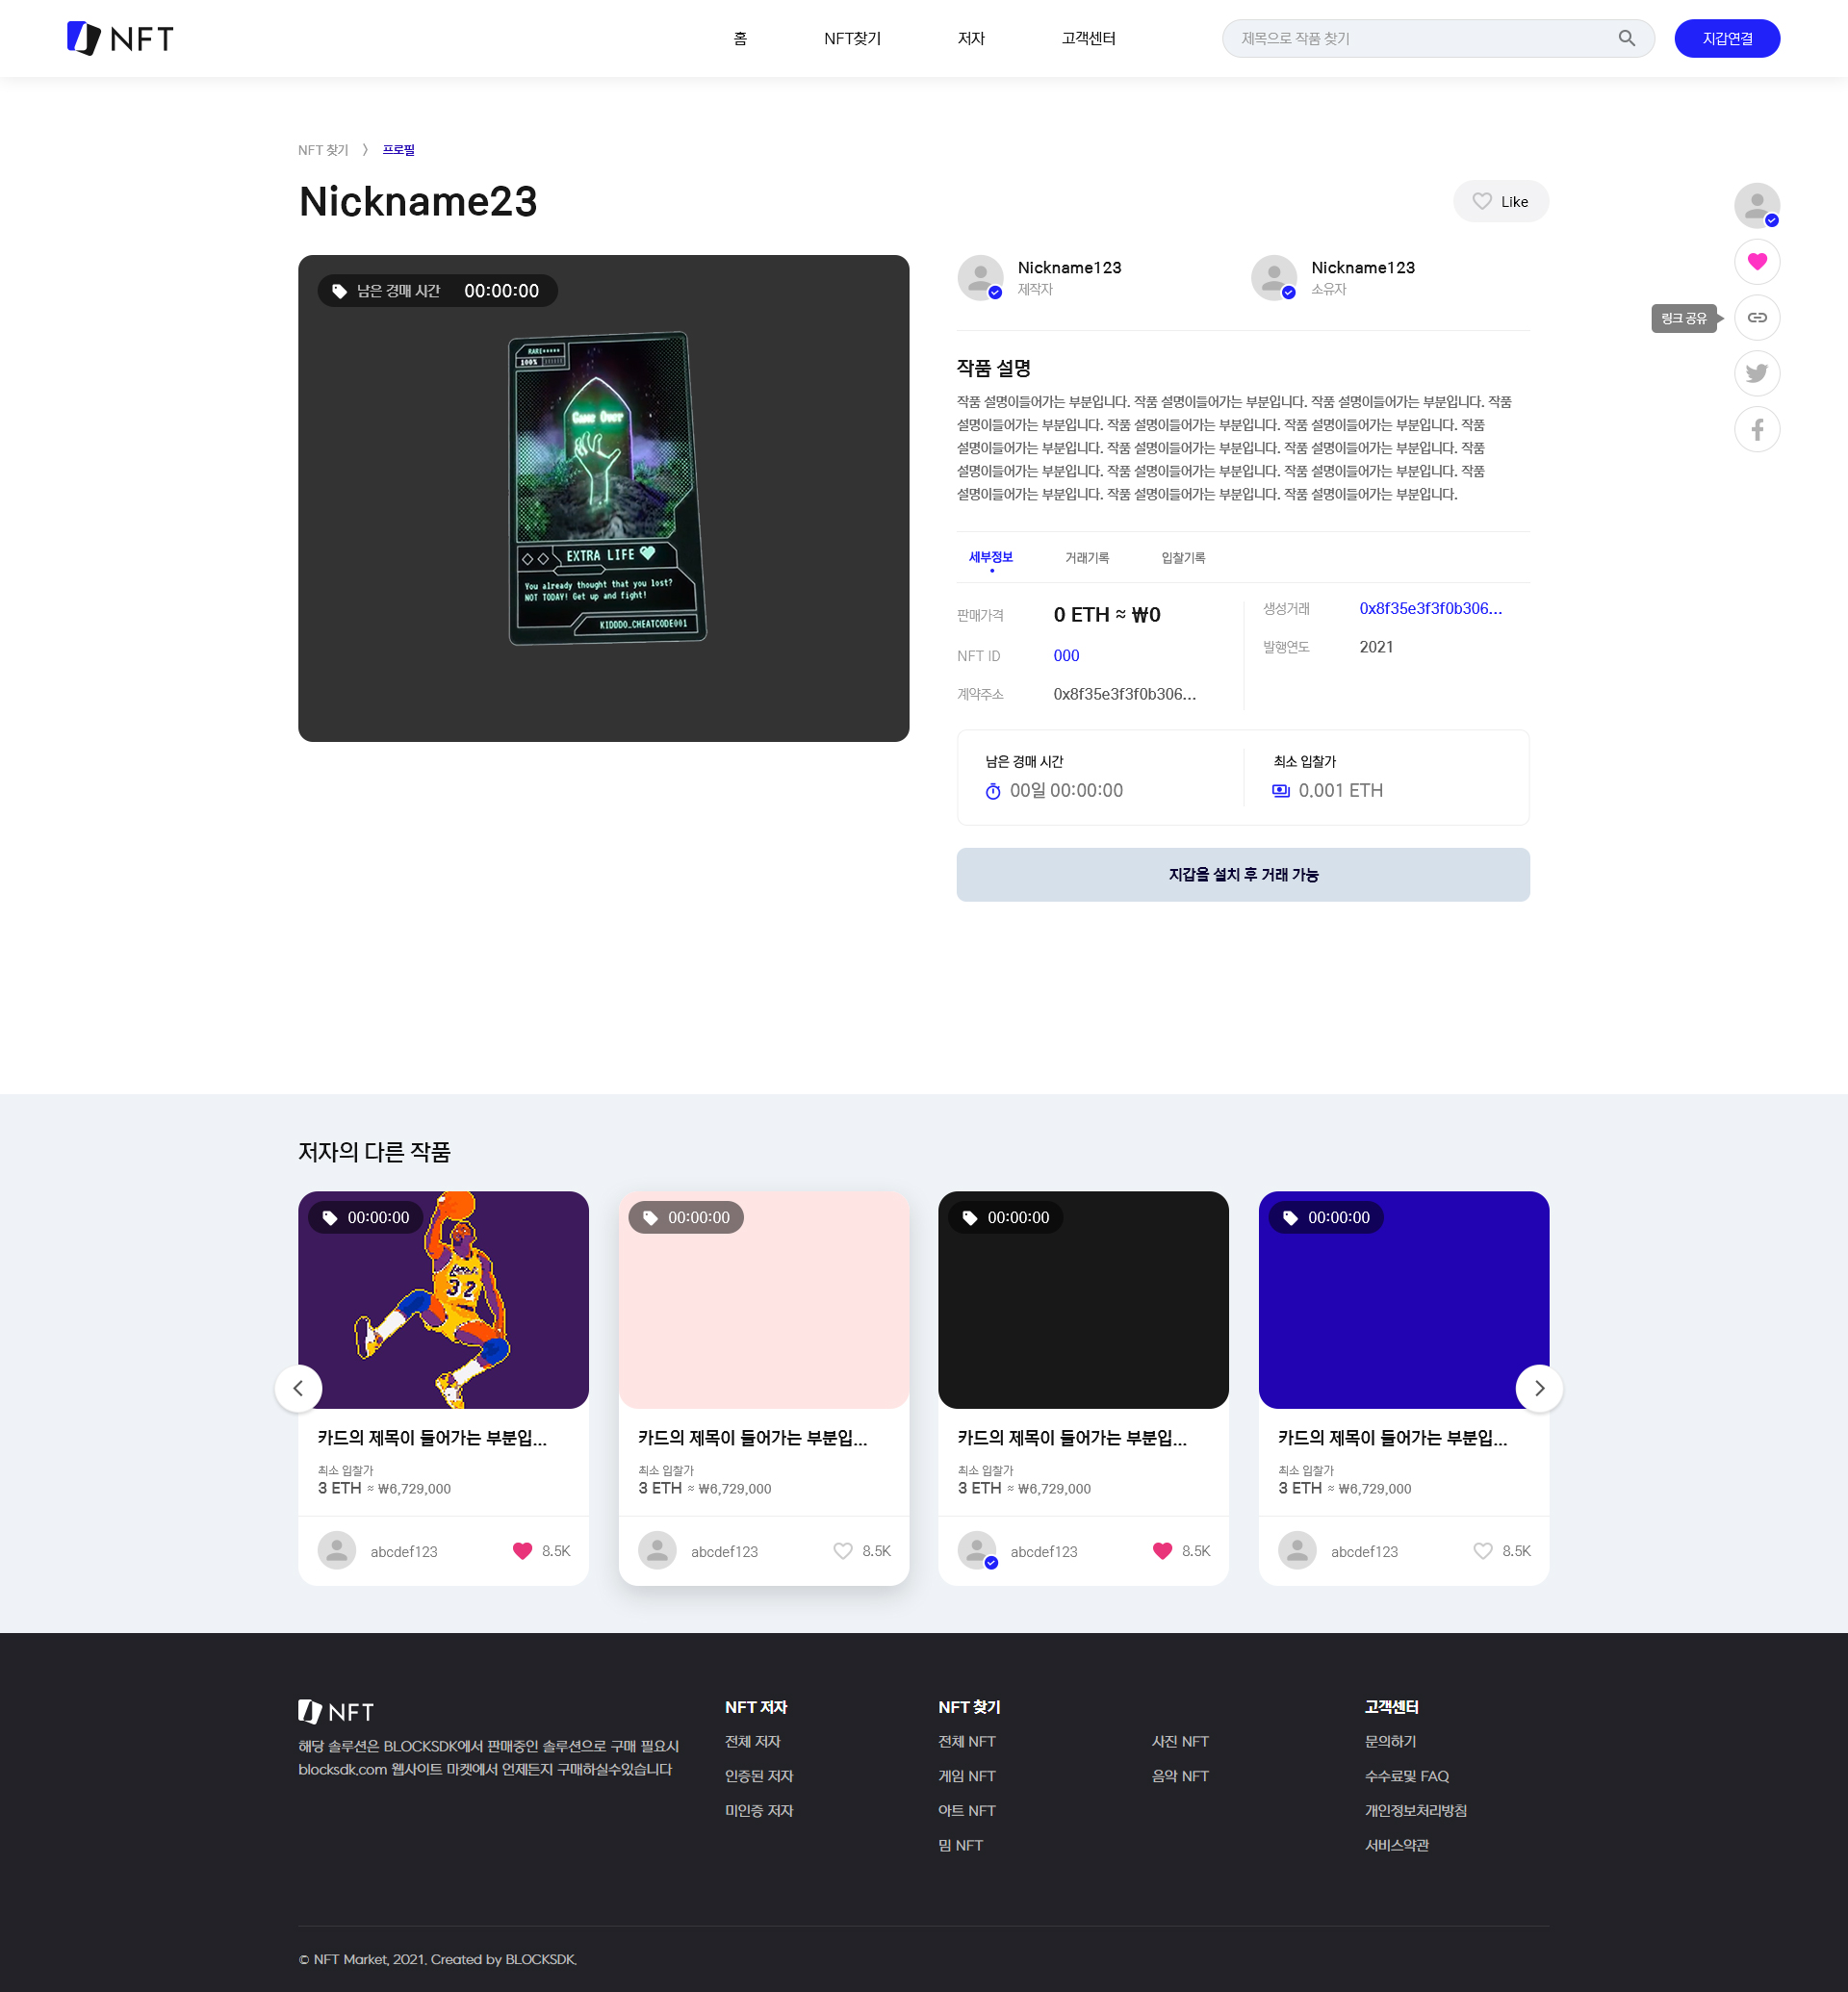 NFT
홈
NFT찾기
저자
고객센터
제목으로 작품 찾기
지갑연결
NFT 찾기 〉 프로필
Nickname23
Like
남은 경매 시간 00:00:00
RARE•••••
100%
Game Over
EXTRA LIFE
You already thought that you lost?
NOT TODAY! Get up and fight!
KIDDDO_CHEATCODE001
Nickname123
제작자
Nickname123
소유자
링크 공유
작품 설명
작품 설명이들어가는 부분입니다. 작품 설명이들어가는 부분입니다. 작품 설명이들어가는 부분입니다. 작품
설명이들어가는 부분입니다. 작품 설명이들어가는 부분입니다. 작품 설명이들어가는 부분입니다. 작품
설명이들어가는 부분입니다. 작품 설명이들어가는 부분입니다. 작품 설명이들어가는 부분입니다. 작품
설명이들어가는 부분입니다. 작품 설명이들어가는 부분입니다. 작품 설명이들어가는 부분입니다. 작품
설명이들어가는 부분입니다. 작품 설명이들어가는 부분입니다. 작품 설명이들어가는 부분입니다.
세부정보
거래기록
입찰기록
판매가격 0 ETH ≈ ₩0
NFT ID 000
계약주소 0x8f35e3f3f0b306...
생성거래 0x8f35e3f3f0b306...
발행연도 2021
남은 경매 시간
00일 00:00:00
최소 입찰가
0.001 ETH
지갑을 설치 후 거래 가능
저자의 다른 작품
00:00:00
Lakers
32
카드의 제목이 들어가는 부분입...
최소 입찰가
3 ETH ≈ ₩6,729,000
abcdef123
8.5K
00:00:00
카드의 제목이 들어가는 부분입...
최소 입찰가
3 ETH ≈ ₩6,729,000
abcdef123
8.5K
00:00:00
카드의 제목이 들어가는 부분입...
최소 입찰가
3 ETH ≈ ₩6,729,000
abcdef123
8.5K
00:00:00
카드의 제목이 들어가는 부분입...
최소 입찰가
3 ETH ≈ ₩6,729,000
abcdef123
8.5K
NFT
해당 솔루션은 BLOCKSDK에서 판매중인 솔루션으로 구매 필요시
blocksdk.com 웹사이트 마켓에서 언제든지 구매하실수있습니다
NFT 저자
전체 저자
인증된 저자
미인증 저자
NFT 찾기
전체 NFT
게임 NFT
아트 NFT
밈 NFT
사진 NFT
음악 NFT
고객센터
문의하기
수수료및 FAQ
개인정보처리방침
서비스약관
© NFT Market, 2021. Created by BLOCKSDK.